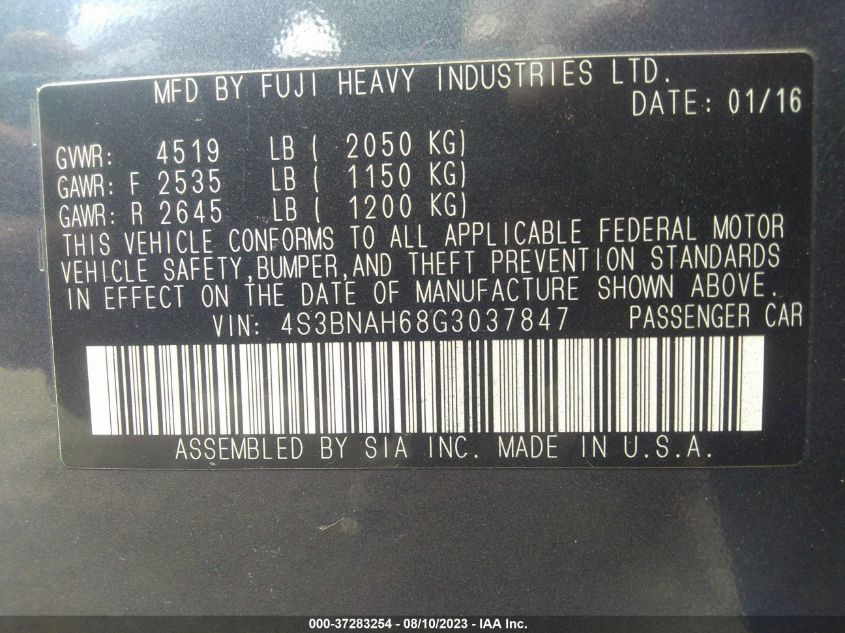 MFD BY FUJI HEAVY INDUSTRIES LTD.
DATE: 01/16
GVWR: 4519 LB ( 2050 KG)
GAWR: F 2535 LB ( 1150 KG)
GAWR: R 2645 LB ( 1200 KG)
THIS VEHICLE CONFORMS TO ALL APPLICABLE FEDERAL MOTOR
VEHICLE SAFETY,BUMPER,AND THEFT PREVENTION STANDARDS
IN EFFECT ON THE DATE OF MANUFACTURE SHOWN ABOVE.
VIN: 4S3BNAH68G3037847 PASSENGER CAR
ASSEMBLED BY SIA INC. MADE IN U.S.A.
000-37283254 - 08/10/2023 - IAA Inc.